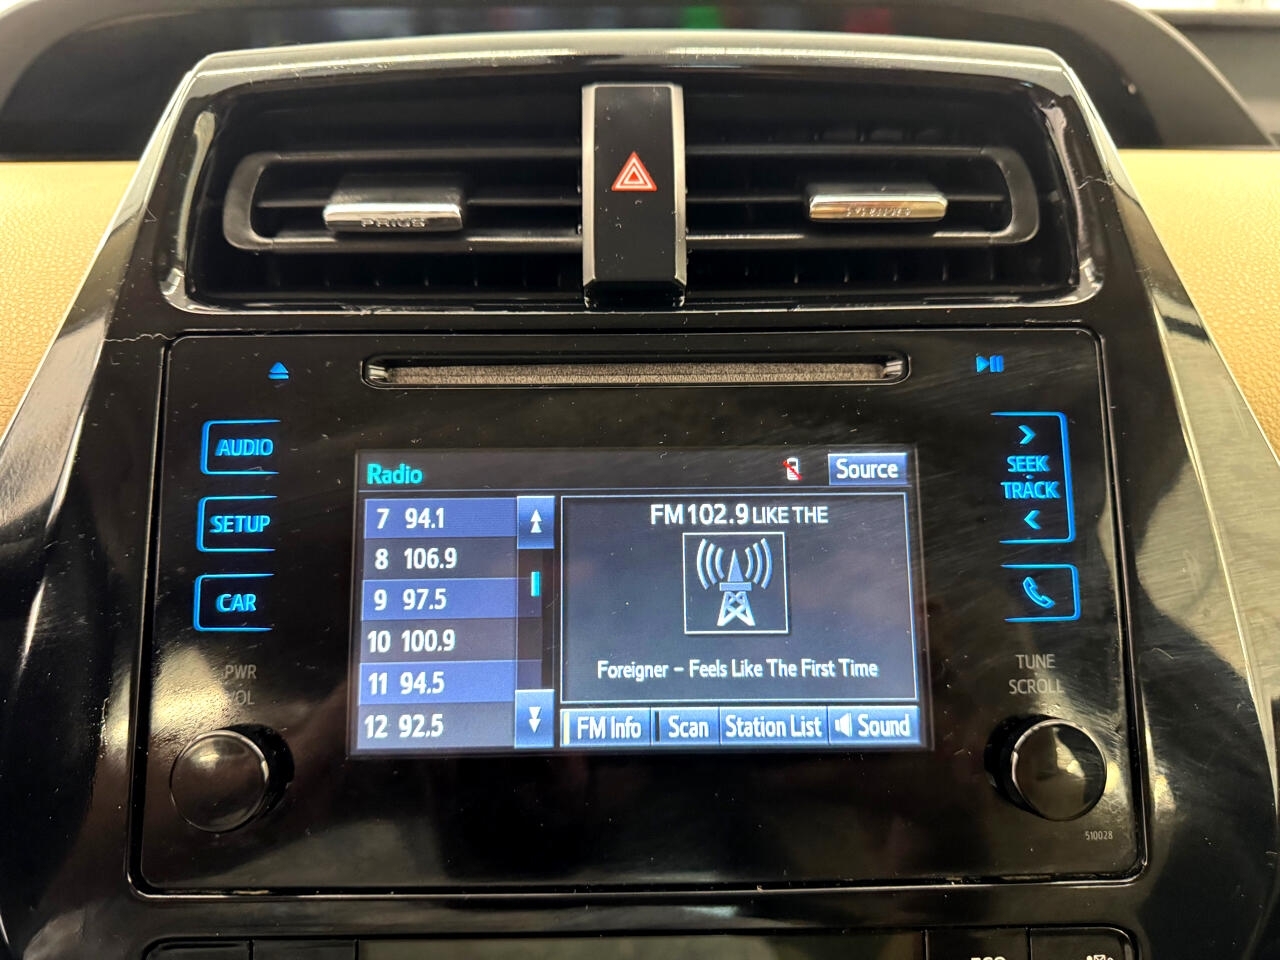 PRIUS
PRIUS
AUDIO
SETUP
CAR
PWR
VOL
Radio
Source
7 94.1
8 106.9
9 97.5
10 100.9
11 94.5
12 92.5
FM102.9 LIKE THE
Foreigner – Feels Like The First Time
FM Info
Scan
Station List
Sound
SEEK
TRACK
TUNE
SCROLL
510028